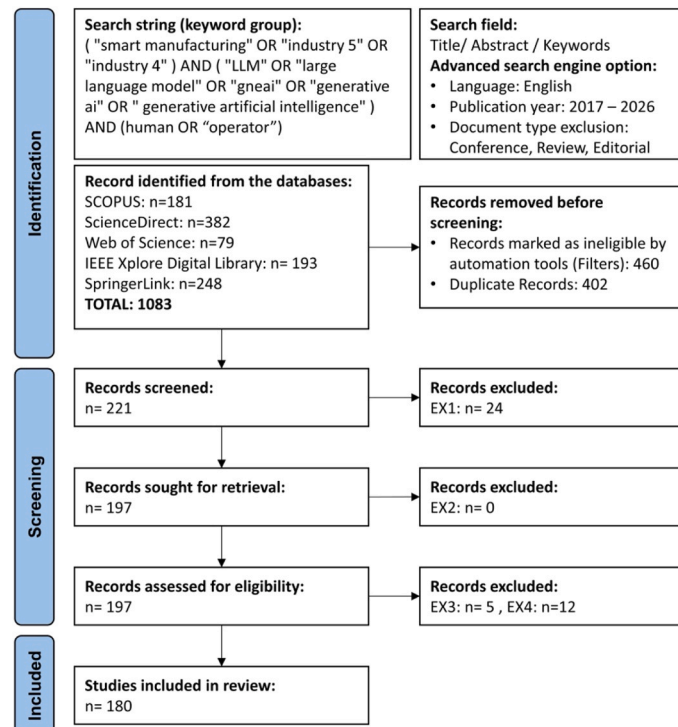 Identification
Search string (keyword group):
( "smart manufacturing" OR "industry 5" OR
"industry 4" ) AND ( "LLM" OR "large
language model" OR "gneai" OR "generative
ai" OR " generative artificial intelligence" )
AND (human OR “operator”)
Search field:
Title/ Abstract / Keywords
Advanced search engine option:
• Language: English
• Publication year: 2017 – 2026
• Document type exclusion:
Conference, Review, Editorial
Record identified from the databases:
SCOPUS: n=181
ScienceDirect: n=382
Web of Science: n=79
IEEE Xplore Digital Library: n= 193
SpringerLink: n=248
TOTAL: 1083
Records removed before
screening:
• Records marked as ineligible by
automation tools (Filters): 460
• Duplicate Records: 402
Screening
Records screened:
n= 221
Records excluded:
EX1: n= 24
Records sought for retrieval:
n= 197
Records excluded:
EX2: n= 0
Records assessed for eligibility:
n= 197
Records excluded:
EX3: n= 5 , EX4: n=12
Included
Studies included in review:
n= 180